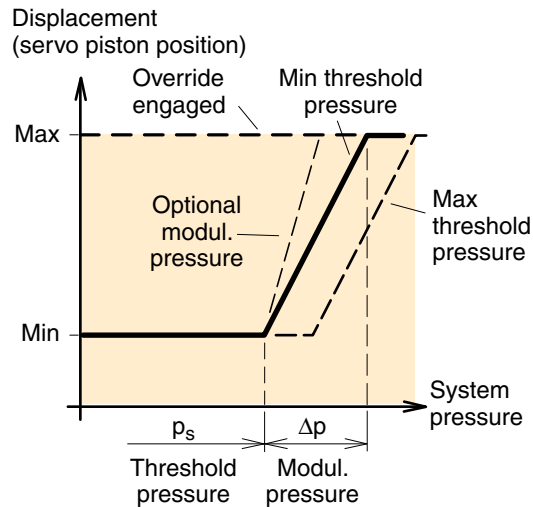 Displacement
(servo piston position)
Override
engaged
Min threshold
pressure
Max
Optional
modul.
pressure
Max
threshold
pressure
Min
System
pressure
ps
Δp
Threshold
pressure
Modul.
pressure